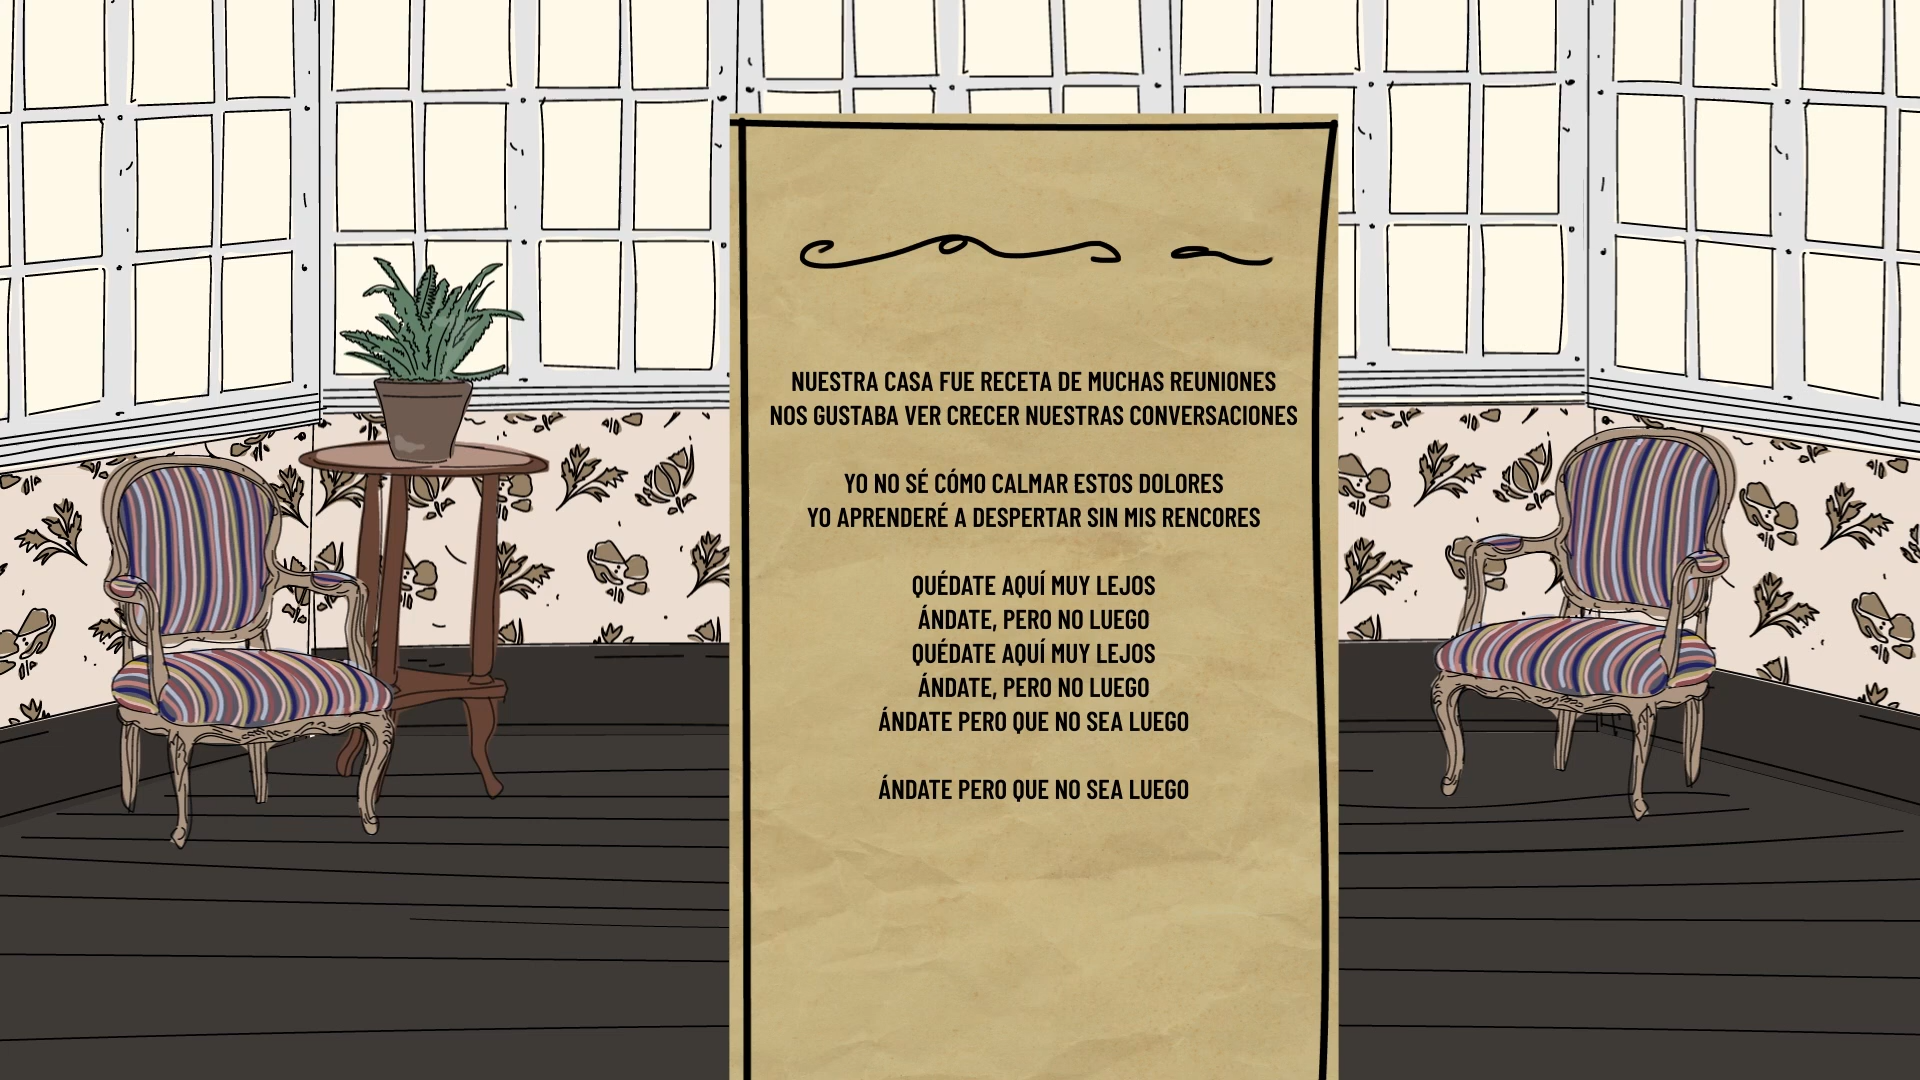 casa
NUESTRA CASA FUE RECETA DE MUCHAS REUNIONES
NOS GUSTABA VER CRECER NUESTRAS CONVERSACIONES
YO NO SÉ CÓMO CALMAR ESTOS DOLORES
YO APRENDERÉ A DESPERTAR SIN MIS RENCORES
QUÉDATE AQUÍ MUY LEJOS
ÁNDATE, PERO NO LUEGO
QUÉDATE AQUÍ MUY LEJOS
ÁNDATE, PERO NO LUEGO
ÁNDATE PERO QUE NO SEA LUEGO
ÁNDATE PERO QUE NO SEA LUEGO